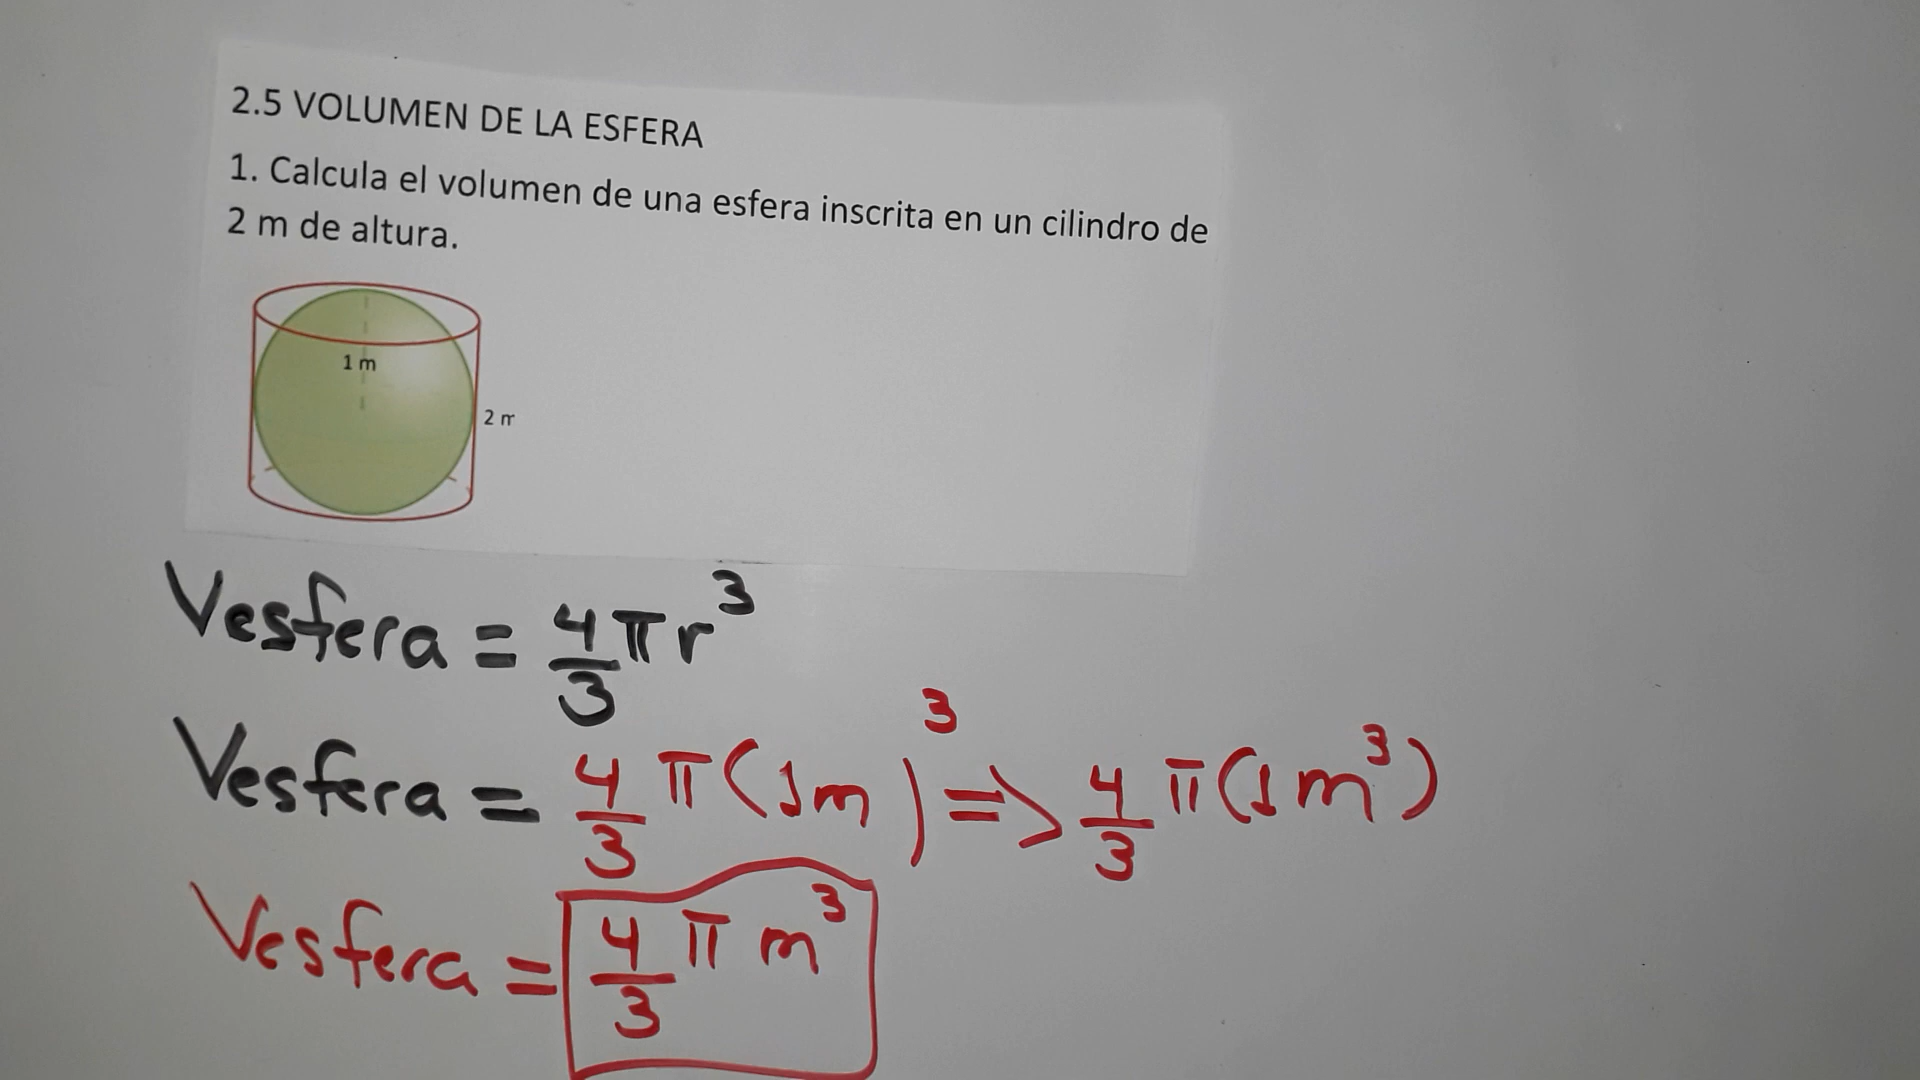 2.5 VOLUMEN DE LA ESFERA
1. Calcula el volumen de una esfera inscrita en un cilindro de
2 m de altura.
1 m
2 m
Vesfera = 4/3 π r³
Vesfera = 4/3 π (1m)³ => 4/3 π (1 m³)
Vesfera = 4/3 π m³